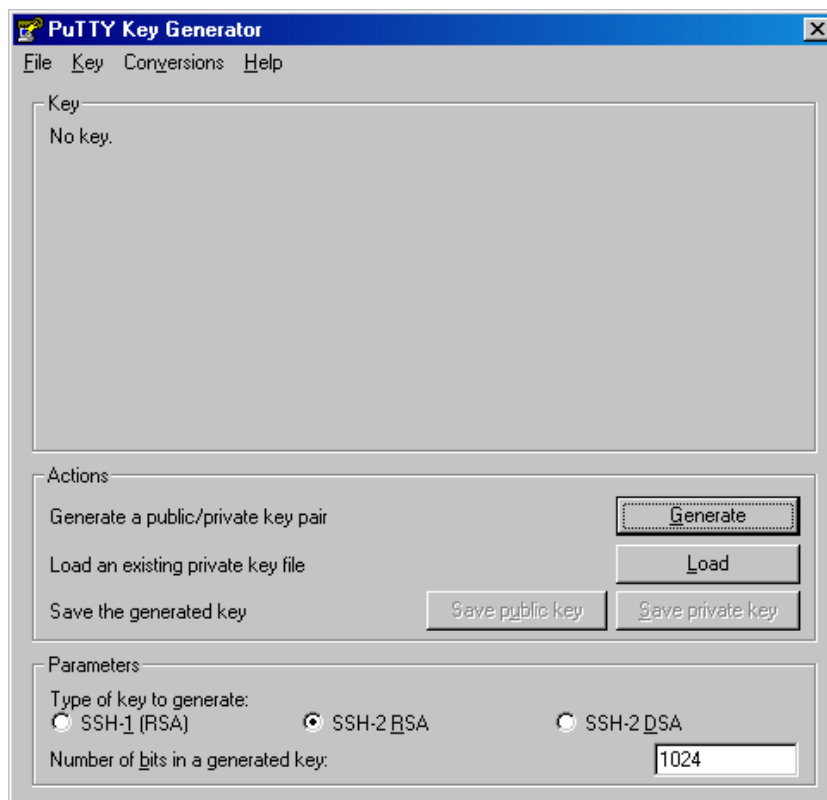 PuTTY Key Generator
File Key Conversions Help
Key
No key.
Actions
Generate a public/private key pair
Generate
Load an existing private key file
Load
Save the generated key
Save public key
Save private key
Parameters
Type of key to generate:
SSH-1 (RSA)
SSH-2 RSA
SSH-2 DSA
Number of bits in a generated key:
1024